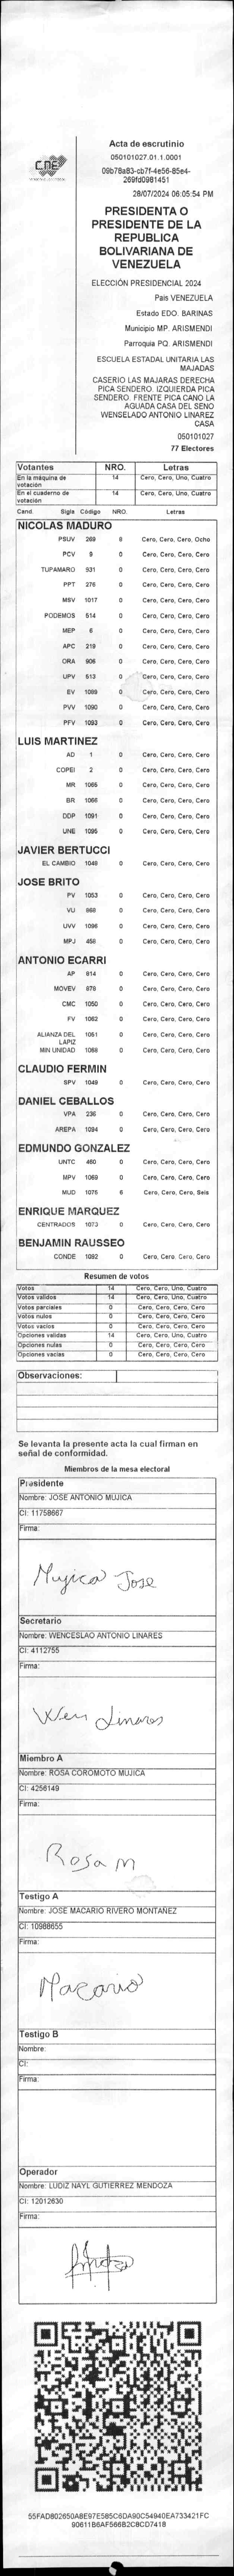 CNE
Acta de escrutinio
050101027.01.1.0001
09b78a83-cb7f-4e56-85e4-
269fd0981451
28/07/2024 06:05:54 PM
PRESIDENTA O
PRESIDENTE DE LA
REPUBLICA
BOLIVARIANA DE
VENEZUELA
ELECCIÓN PRESIDENCIAL 2024
País VENEZUELA
Estado EDO. BARINAS
Municipio MP. ARISMENDI
Parroquia PQ. ARISMENDI
ESCUELA ESTADAL UNITARIA LAS
MAJADAS
CASERIO LAS MAJARAS DERECHA
PICA SENDERO. IZQUIERDA PICA
SENDERO. FRENTE PICA CANO LA
AGUADA CASA DEL SENO
WENSELADO ANTONIO LINAREZ
CASA
050101027
77 Electores
Votantes NRO. Letras
En la máquina de votación 14 Cero, Cero, Uno, Cuatro
En el cuaderno de votación 14 Cero, Cero, Uno, Cuatro
Cand. Sigla Código NRO. Letras
NICOLAS MADURO
PSUV 269 8 Cero, Cero, Cero, Ocho
PCV 9 0 Cero, Cero, Cero, Cero
TUPAMARO 931 0 Cero, Cero, Cero, Cero
PPT 276 0 Cero, Cero, Cero, Cero
MSV 1017 0 Cero, Cero, Cero, Cero
PODEMOS 514 0 Cero, Cero, Cero, Cero
MEP 6 0 Cero, Cero, Cero, Cero
APC 219 0 Cero, Cero, Cero, Cero
ORA 906 0 Cero, Cero, Cero, Cero
UPV 513 0 Cero, Cero, Cero, Cero
EV 1089 0 Cero, Cero, Cero, Cero
PVV 1090 0 Cero, Cero, Cero, Cero
PFV 1093 0 Cero, Cero, Cero, Cero
LUIS MARTINEZ
AD 1 0 Cero, Cero, Cero, Cero
COPEI 2 0 Cero, Cero, Cero, Cero
MR 1065 0 Cero, Cero, Cero, Cero
BR 1066 0 Cero, Cero, Cero, Cero
DDP 1091 0 Cero, Cero, Cero, Cero
UNE 1095 0 Cero, Cero, Cero, Cero
JAVIER BERTUCCI
EL CAMBIO 1048 0 Cero, Cero, Cero, Cero
JOSE BRITO
PV 1053 0 Cero, Cero, Cero, Cero
VU 868 0 Cero, Cero, Cero, Cero
UVV 1096 0 Cero, Cero, Cero, Cero
MPJ 458 0 Cero, Cero, Cero, Cero
ANTONIO ECARRI
AP 914 0 Cero, Cero, Cero, Cero
MOVEV 878 0 Cero, Cero, Cero, Cero
CMC 1050 0 Cero, Cero, Cero, Cero
FV 1062 0 Cero, Cero, Cero, Cero
ALIANZA DEL LAPIZ 1051 0 Cero, Cero, Cero, Cero
MIN UNIDAD 1088 0 Cero, Cero, Cero, Cero
CLAUDIO FERMIN
SPV 1049 0 Cero, Cero, Cero, Cero
DANIEL CEBALLOS
VPA 236 0 Cero, Cero, Cero, Cero
AREPA 1094 0 Cero, Cero, Cero, Cero
EDMUNDO GONZALEZ
UNTC 460 0 Cero, Cero, Cero, Cero
MPV 1069 0 Cero, Cero, Cero, Cero
MUD 1075 6 Cero, Cero, Cero, Seis
ENRIQUE MARQUEZ
CENTRADOS 1073 0 Cero, Cero, Cero, Cero
BENJAMIN RAUSSEO
CONDE 1092 0 Cero, Cero, Cero, Cero
Resumen de votos
Votos 14 Cero, Cero, Uno, Cuatro
Votos validos 14 Cero, Cero, Uno, Cuatro
Votos parciales 0 Cero, Cero, Cero, Cero
Votos nulos 0 Cero, Cero, Cero, Cero
Votos vacios 0 Cero, Cero, Cero, Cero
Opciones validas 14 Cero, Cero, Uno, Cuatro
Opciones nulas 0 Cero, Cero, Cero, Cero
Opciones vacias 0 Cero, Cero, Cero, Cero
Observaciones:
Se levanta la presente acta la cual firman en
señal de conformidad.
Miembros de la mesa electoral
Presidente
Nombre: JOSE ANTONIO MUJICA
CI: 11758667
Firma:
Mujica Jose
Secretario
Nombre: WENCESLAO ANTONIO LINARES
CI: 4112755
Firma:
Wen Linares
Miembro A
Nombre: ROSA COROMOTO MUJICA
CI: 4256149
Firma:
Rosa M
Testigo A
Nombre: JOSE MACARIO RIVERO MONTAÑEZ
CI: 10988655
Firma:
Macario
Testigo B
Nombre:
CI:
Firma:
Operador
Nombre: LUDIZ NAYL GUTIERREZ MENDOZA
CI: 12012630
Firma:
55FAD802650A8E97E585C6DA90C54940EA733421FC
90611B6AF566B2C8CD7418